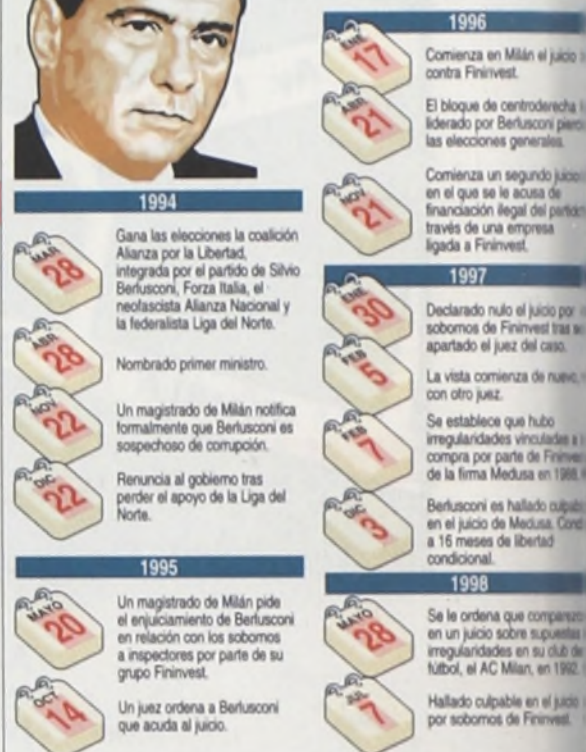 1994
MAR
28
Gana las elecciones la coalición
Alianza por la Libertad,
integrada por el partido de Silvio
Berlusconi, Forza Italia, el
neofascista Alianza Nacional y
la federalista Liga del Norte.
ABR
28
Nombrado primer ministro.
NOV
22
Un magistrado de Milán notifica
formalmente que Berlusconi es
sospechoso de corrupción.
DIC
22
Renuncia al gobierno tras
perder el apoyo de la Liga del
Norte.
1995
MAYO
20
Un magistrado de Milán pide
el enjuiciamiento de Berlusconi
en relación con los sobornos
a inspectores por parte de su
grupo Fininvest.
OCT
14
Un juez ordena a Berlusconi
que acuda al juicio.
1996
ENE
17
Comienza en Milán el juicio
contra Fininvest.
ABR
21
El bloque de centroderecha
liderado por Berlusconi
las elecciones generales.
NOV
21
Comienza un segundo juicio
en el que se le acusa de
financiación ilegal del partido
través de una empresa
ligada a Fininvest.
1997
ENE
30
Declarado nulo el juicio por
sobornos de Fininvest tras
apartado el juez del caso.
FEB
5
La vista comienza de nuevo,
con otro juez.
FEB
7
Se establece que hubo
irregularidades vinculadas a
compra por parte de
de la firma Medusa en 1988.
DIC
3
Berlusconi es hallado
en el juicio de Medusa.
a 16 meses de libertad
condicional.
1998
MAYO
28
Se le ordena que
en un juicio sobre supuestas
irregularidades en su club de
fútbol, el AC Milan, en 1992.
JUL
7
Hallado culpable en el juicio
por sobornos de Fininvest.